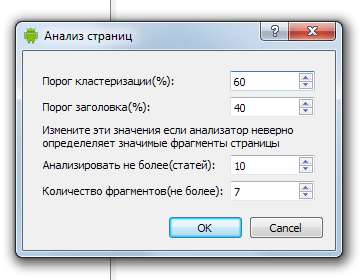 Анализ страниц
Порог кластеризации(%): 60
Порог заголовка(%): 40
Измените эти значения если анализатор неверно
определеляет значимые фрагменты страницы
Анализировать не более(статей): 10
Количество фрагментов(не более): 7
OK Cancel